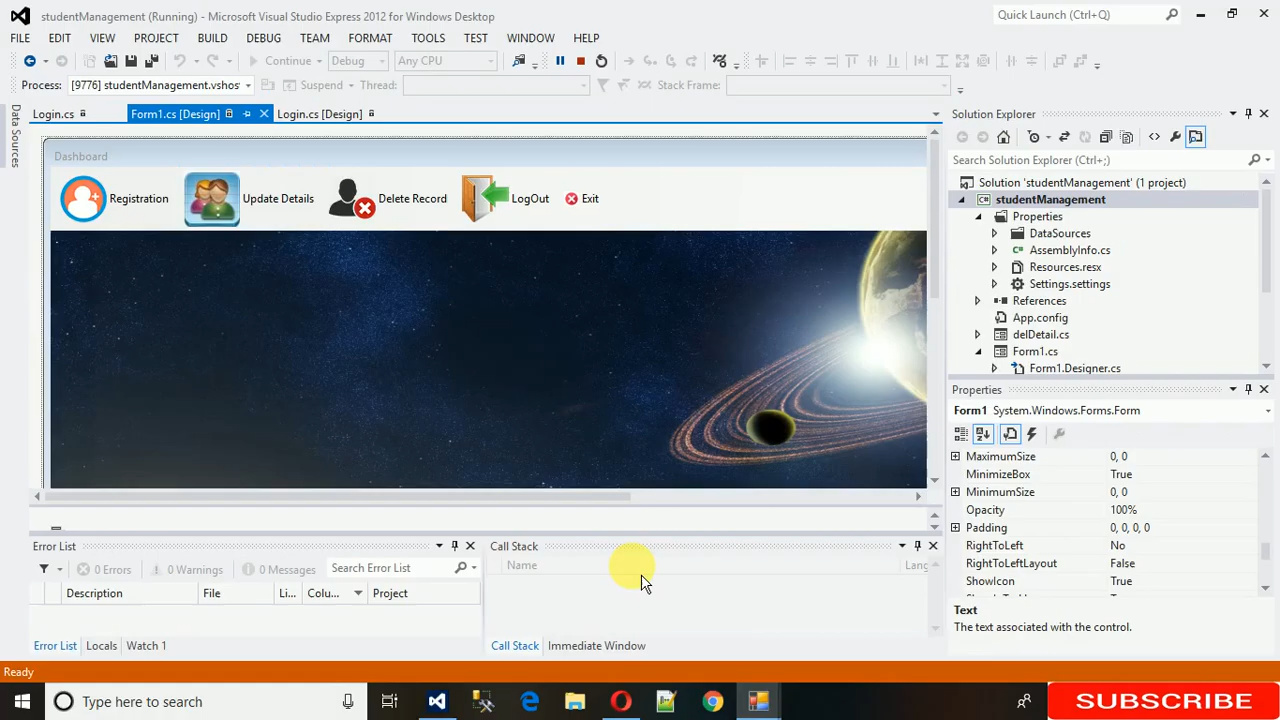 studentManagement (Running) - Microsoft Visual Studio Express 2012 for Windows Desktop
Quick Launch (Ctrl+Q)
FILE EDIT VIEW PROJECT BUILD DEBUG TEAM FORMAT TOOLS TEST WINDOW HELP
Continue Debug Any CPU
Process: [9776] studentManagement.vshos Suspend Thread: Stack Frame:
Data Sources
Login.cs Form1.cs [Design] Login.cs [Design]
Dashboard
Registration Update Details Delete Record LogOut Exit
Solution Explorer
Search Solution Explorer (Ctrl+;)
Solution 'studentManagement' (1 project)
studentManagement
Properties
DataSources
AssemblyInfo.cs
Resources.resx
Settings.settings
References
App.config
delDetail.cs
Form1.cs
Form1.Designer.cs
Properties
Form1 System.Windows.Forms.Form
MaximumSize 0, 0
MinimizeBox True
MinimumSize 0, 0
Opacity 100%
Padding 0, 0, 0, 0
RightToLeft No
RightToLeftLayout False
ShowIcon True
Text
The text associated with the control.
Error List
0 Errors 0 Warnings 0 Messages Search Error List
Description File Li... Colu... Project
Error List Locals Watch 1
Call Stack
Name Lang
Call Stack Immediate Window
Ready
Type here to search
SUBSCRIBE